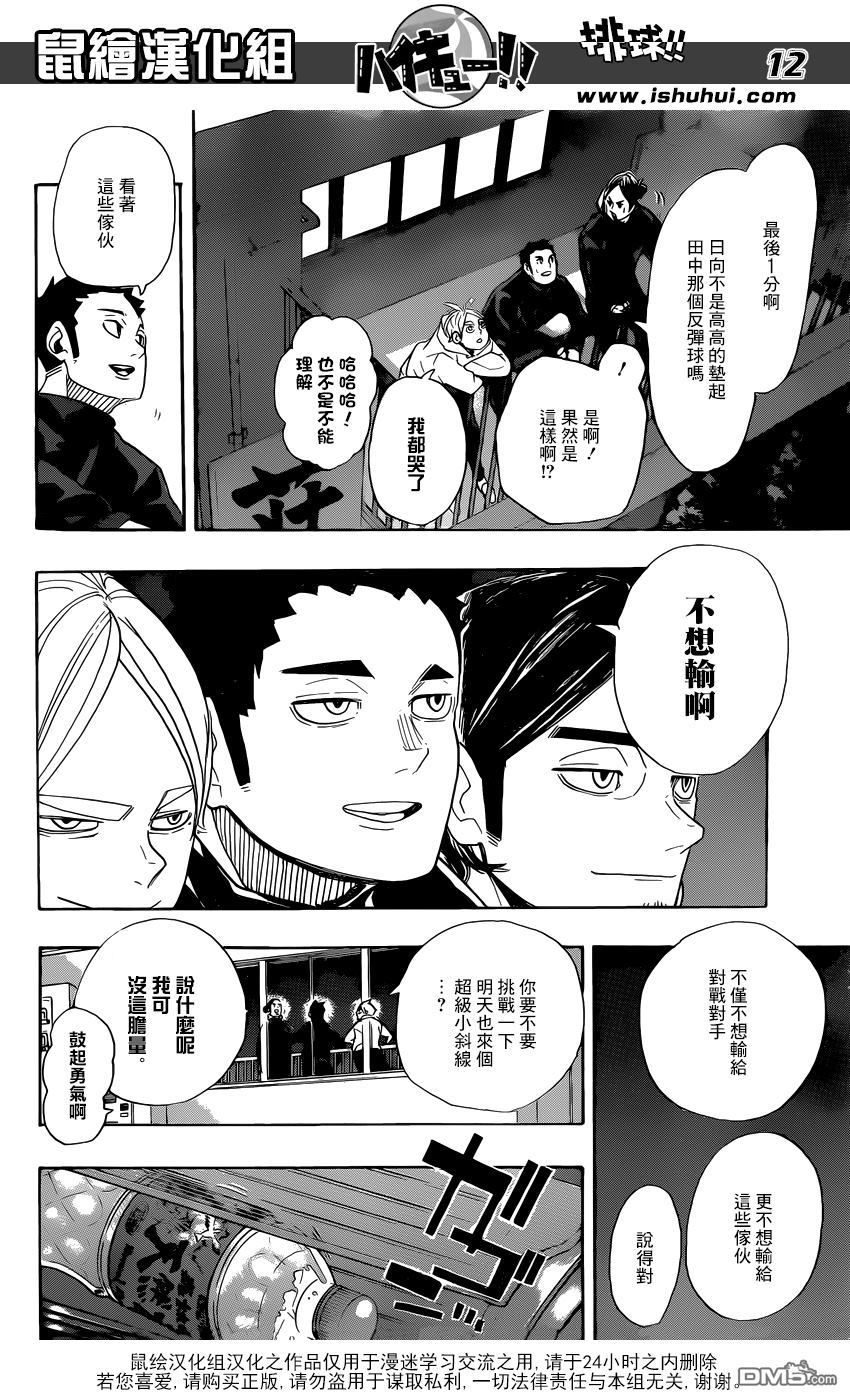 鼠繪漢化組
ハイキュー!!
排球!!
12
www.ishuhui.com
最後1分啊
日向不是高高的墊起
田中那個反彈球嗎
!
是啊!
果然是
這樣啊!?
我都哭了
哈哈哈!
也不是不能
理解
莊
看著
這些傢伙
不想輸啊
不僅不想輸給
對戰對手
更不想輸給
這些傢伙
說得對
你要不要
挑戰一下
明天也來個
超級小斜線
…?
說什麼呢
我可
沒這膽量。
鼓起勇氣啊
ガゴン
鼠绘汉化组汉化之作品仅用于漫迷学习交流之用, 请于24小时之内删除
若您喜爱, 请购买正版, 请勿盗用于谋取私利, 一切法律责任与本组无关, 谢谢。
DM5.com